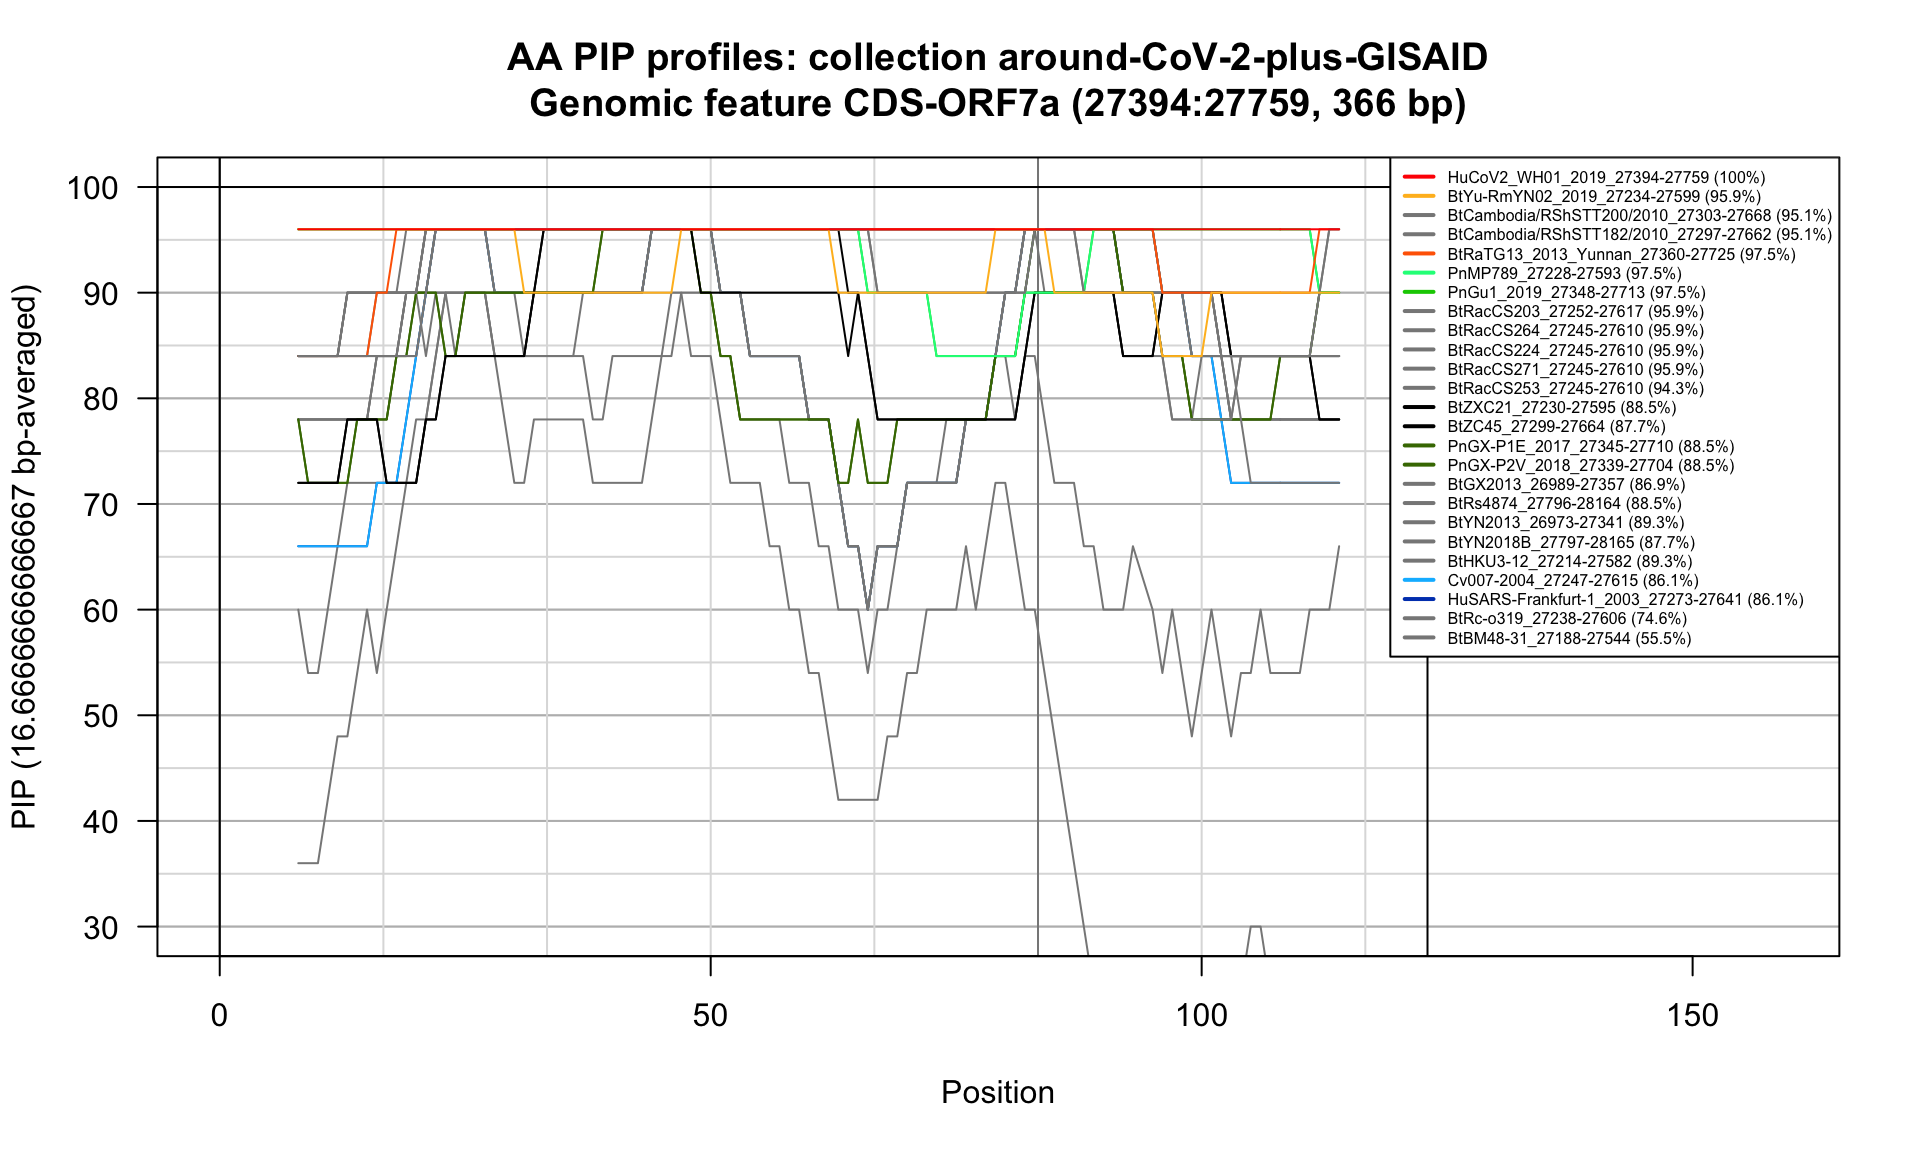 AA PIP profiles: collection around-CoV-2-plus-GISAID
Genomic feature CDS-ORF7a (27394:27759, 366 bp)
PIP (16.6666666666667 bp-averaged)
100
90
80
70
60
50
40
30
HuCoV2_WH01_2019_27394-27759 (100%)
BtYu-RmYN02_2019_27234-27599 (95.9%)
BtCambodia/RShSTT200/2010_27303-27668 (95.1%)
BtCambodia/RShSTT182/2010_27297-27662 (95.1%)
BtRaTG13_2013_Yunnan_27360-27725 (97.5%)
PnMP789_27228-27593 (97.5%)
PnGu1_2019_27348-27713 (97.5%)
BtRacCS203_27252-27617 (95.9%)
BtRacCS264_27245-27610 (95.9%)
BtRacCS224_27245-27610 (95.9%)
BtRacCS271_27245-27610 (95.9%)
BtRacCS253_27245-27610 (94.3%)
BtZXC21_27230-27595 (88.5%)
BtZC45_27299-27664 (87.7%)
PnGX-P1E_2017_27345-27710 (88.5%)
PnGX-P2V_2018_27339-27704 (88.5%)
BtGX2013_26989-27357 (86.9%)
BtRs4874_27796-28164 (88.5%)
BtYN2013_26973-27341 (89.3%)
BtYN2018B_27797-28165 (87.7%)
BtHKU3-12_27214-27582 (89.3%)
Cv007-2004_27247-27615 (86.1%)
HuSARS-Frankfurt-1_2003_27273-27641 (86.1%)
BtRc-o319_27238-27606 (74.6%)
BtBM48-31_27188-27544 (55.5%)
0 50 100 150
Position